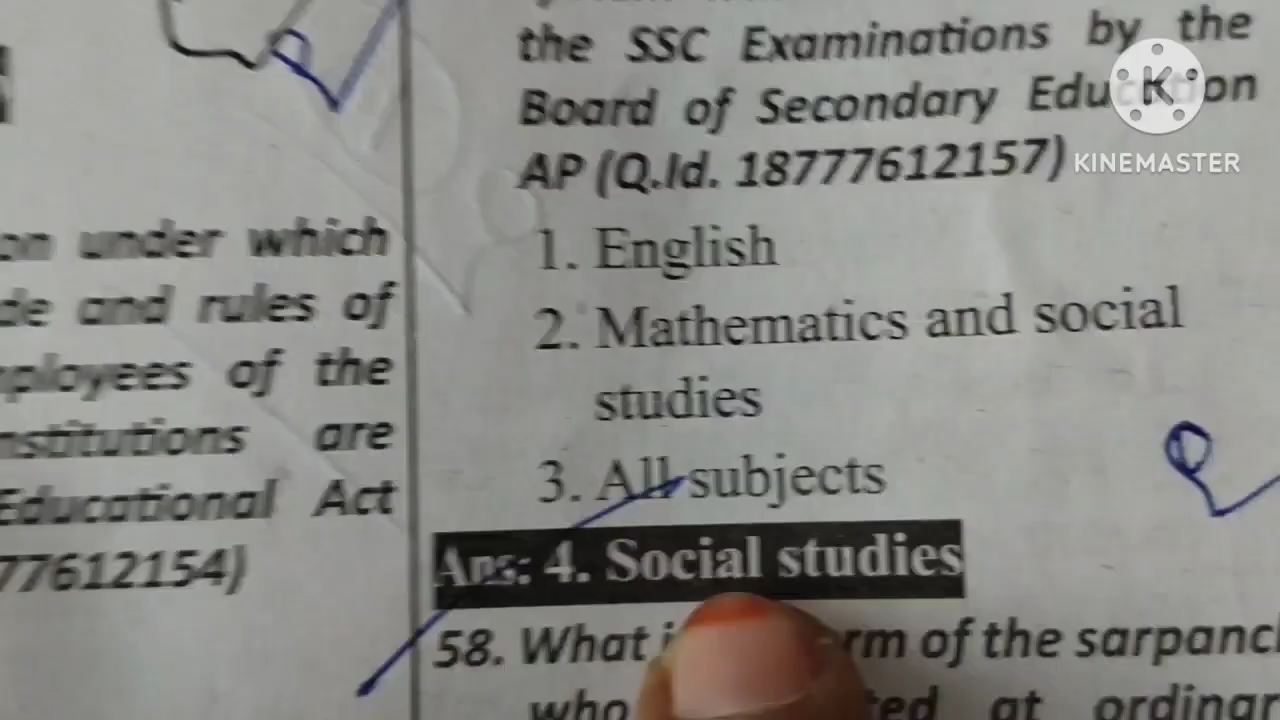 on under which
de and rules of
ployees of the
nstitutions are
Educational Act
77612154)
the SSC Examinations by the
Board of Secondary Education
AP (Q.Id. 18777612157)
1. English
2. Mathematics and social
studies
3. All subjects
Ans: 4. Social studies
58. What rm of the sarpanc
who ted at ordinar
K
KINEMASTER